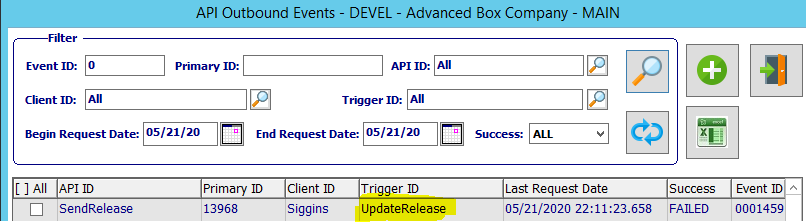 API Outbound Events - DEVEL - Advanced Box Company - MAIN
Filter
Event ID: 0 Primary ID: API ID: All
Client ID: All Trigger ID: All
Begin Request Date: 05/21/20 End Request Date: 05/21/20 Success: ALL
[ ] All API ID Primary ID Client ID Trigger ID Last Request Date Success Event ID
SendRelease 13968 Siggins UpdateRelease 05/21/2020 22:11:23.658 FAILED 0001459